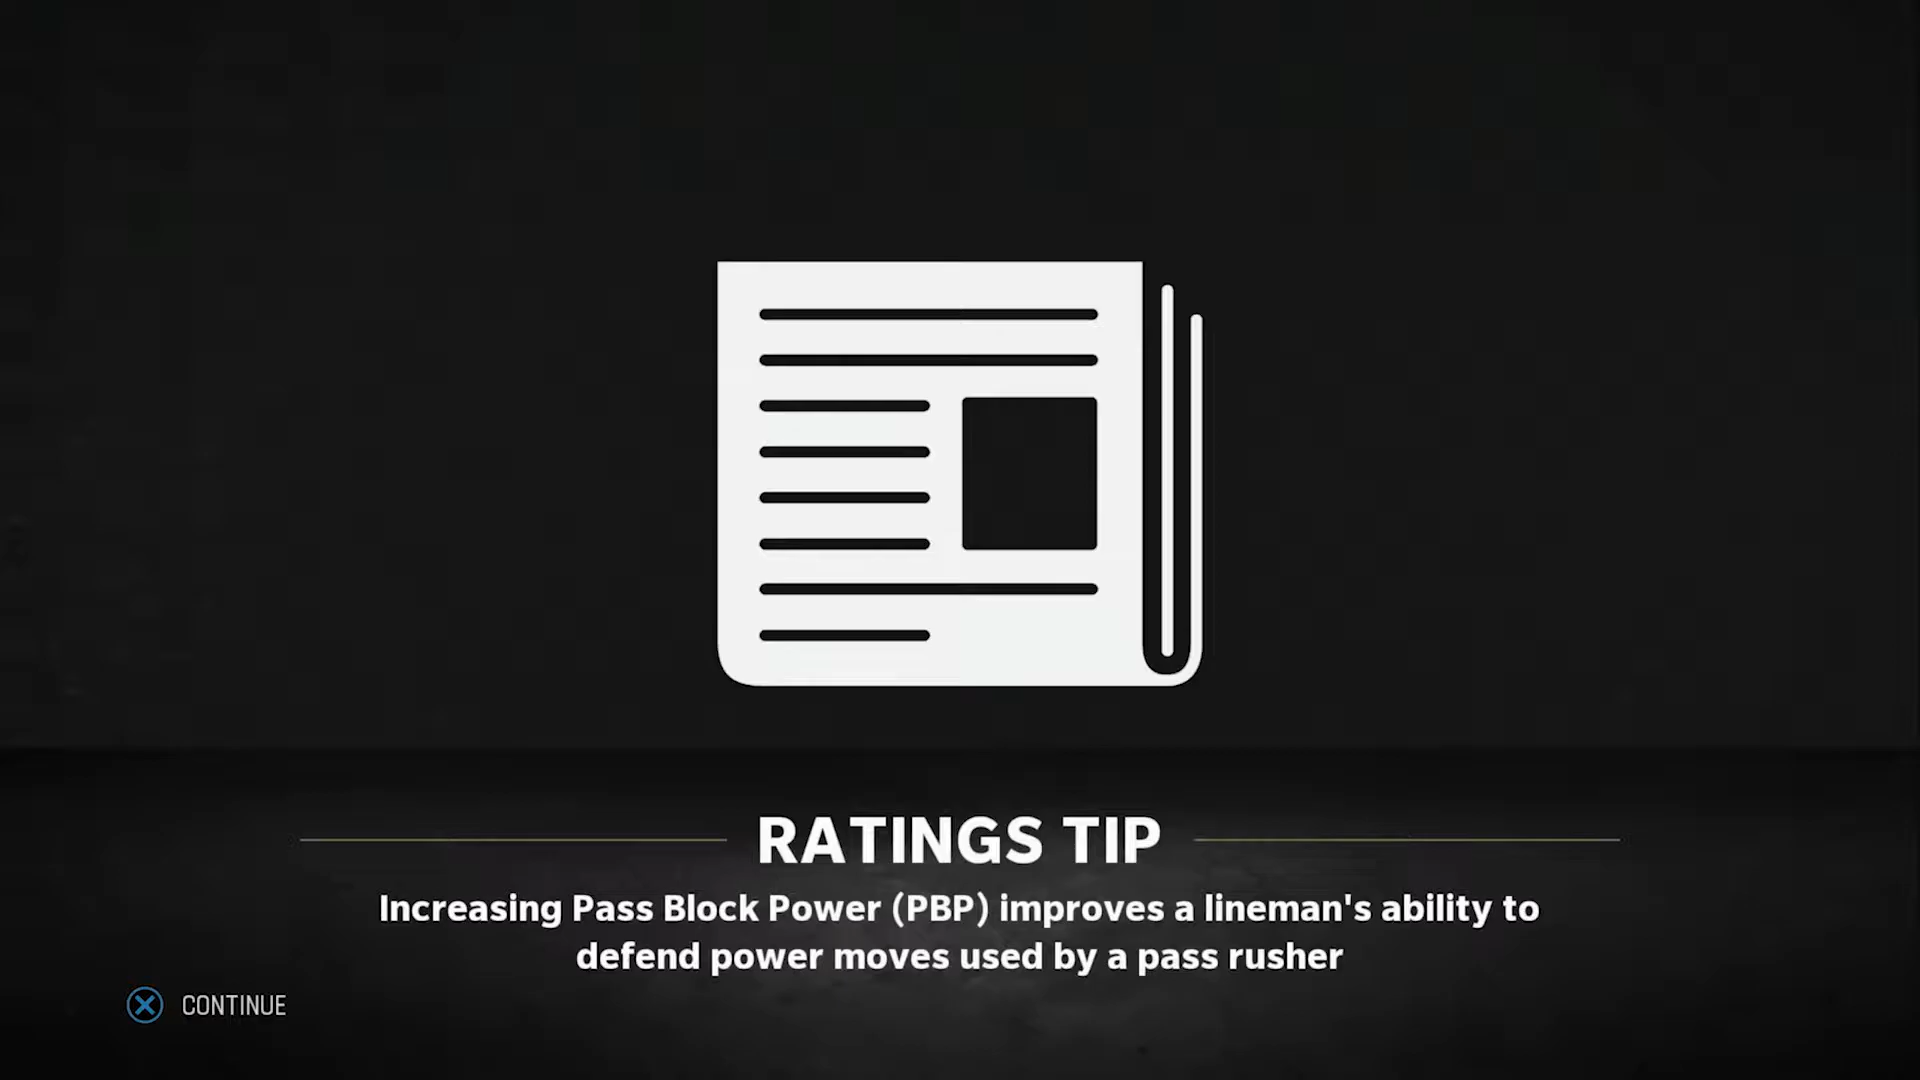 RATINGS TIP
Increasing Pass Block Power (PBP) improves a lineman's ability to
defend power moves used by a pass rusher
CONTINUE